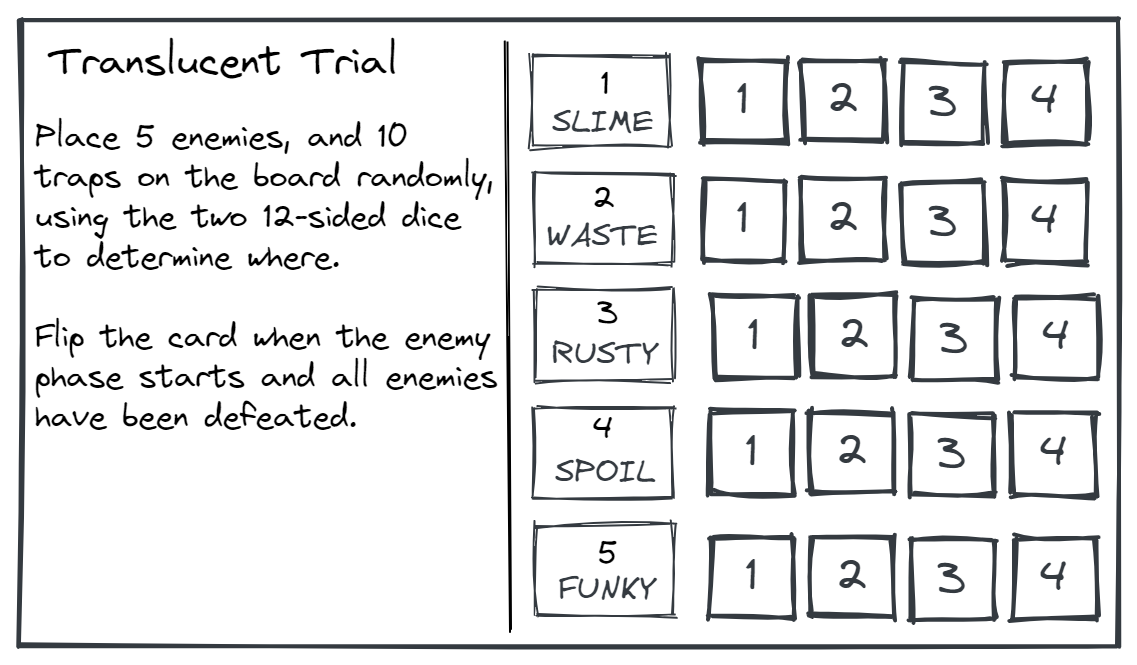 Translucent Trial
Place 5 enemies, and 10
traps on the board randomly,
using the two 12-sided dice
to determine where.
Flip the card when the enemy
phase starts and all enemies
have been defeated.
1
SLIME
1 2 3 4
2
WASTE
1 2 3 4
3
RUSTY
1 2 3 4
4
SPOIL
1 2 3 4
5
FUNKY
1 2 3 4